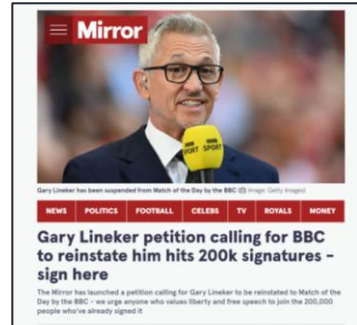 Mirror
BBC
SPORT SPORT
Gary Lineker has been suspended from Match of the Day by the BBC (Image: Getty Images)
NEWS POLITICS FOOTBALL CELEBS TV ROYALS MONEY
Gary Lineker petition calling for BBC
to reinstate him hits 200k signatures -
sign here
The Mirror has launched a petition calling for Gary Lineker to be reinstated to Match of the
Day by the BBC - we urge anyone who values liberty and free speech to join the 200,000
people who've already signed it